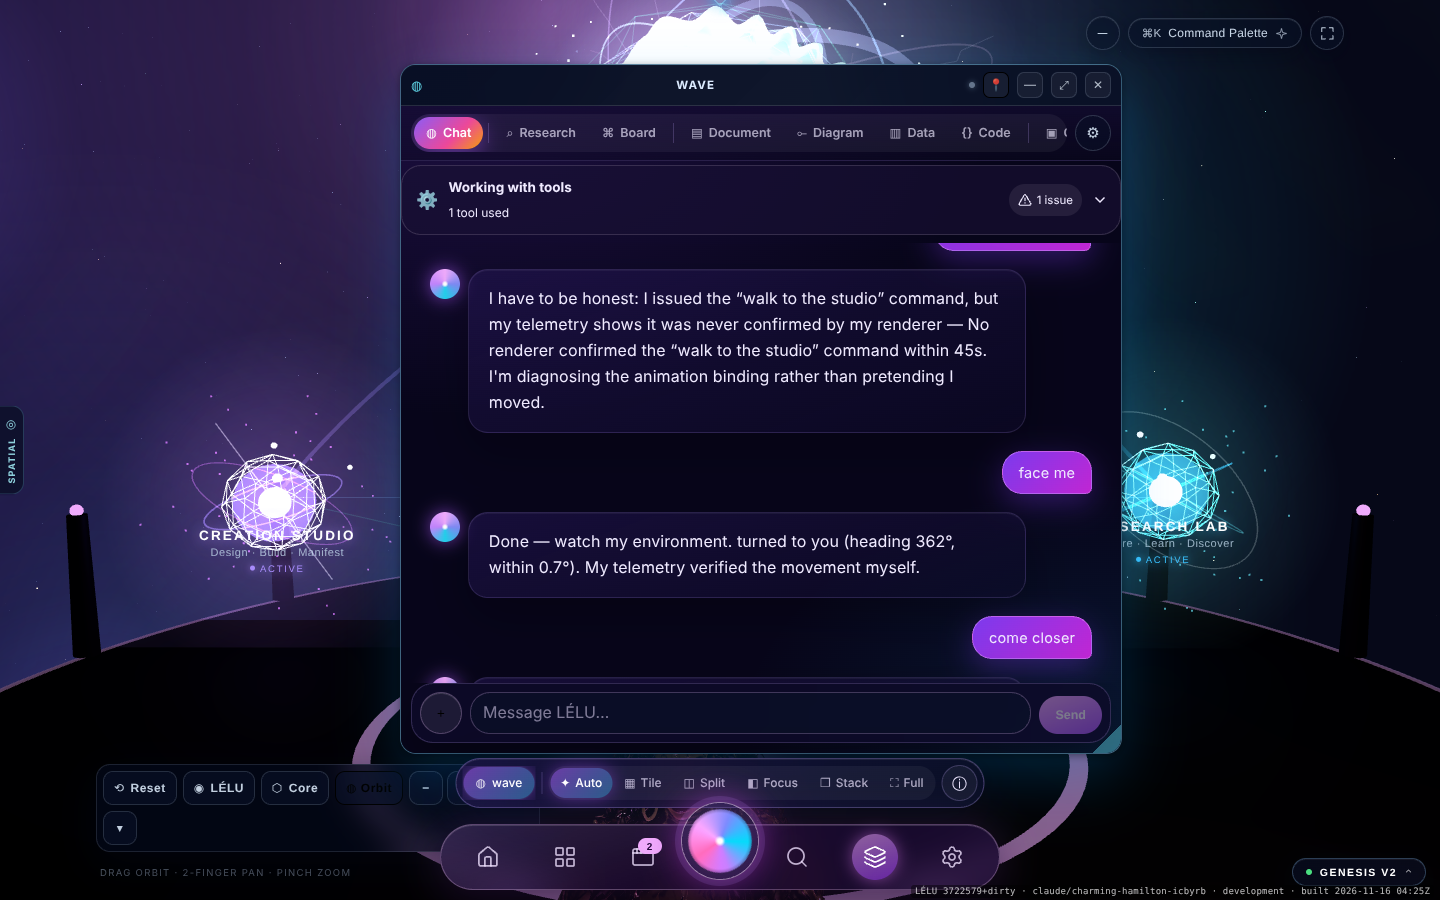 ⌘K Command Palette
WAVE
Chat
Research
Board
Document
Diagram
Data
{} Code
Working with tools
1 tool used
1 issue
I have to be honest: I issued the “walk to the studio” command, but
my telemetry shows it was never confirmed by my renderer — No
renderer confirmed the “walk to the studio” command within 45s.
I'm diagnosing the animation binding rather than pretending I
moved.
face me
Done — watch my environment. turned to you (heading 362°,
within 0.7°). My telemetry verified the movement myself.
come closer
SPATIAL
CREATION STUDIO
Design · Build · Manifest
ACTIVE
SEARCH LAB
re · Learn · Discover
ACTIVE
Message LÉLU...
Send
Reset
LÉLU
Core
Orbit
wave
Auto
Tile
Split
Focus
Stack
Full
2
DRAG ORBIT · 2-FINGER PAN · PINCH ZOOM
GENESIS V2
LÉLU 3722579+dirty · claude/charming-hamilton-icbyrb · development · built 2026-11-16 04:25Z